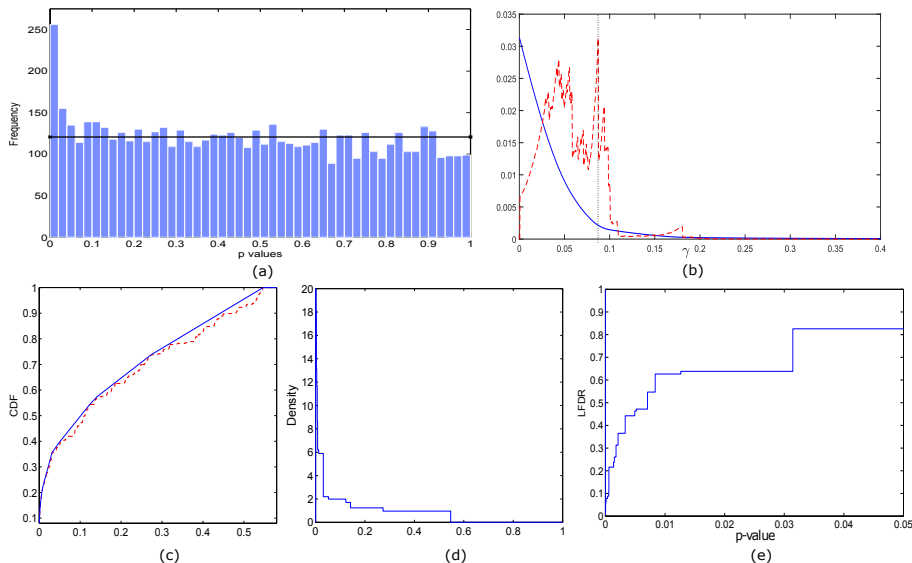 250
200
150
100
50
0
Frequency
0 0.1 0.2 0.3 0.4 0.5 0.6 0.7 0.8 0.9 1
p values
(a)
0.035
0.03
0.025
0.02
0.015
0.01
0.005
0
0 0.05 0.1 0.15 0.2 0.25 0.3 0.35 0.4
γ
(b)
1
0.9
0.8
0.7
0.6
0.5
0.4
0.3
0.2
0.1
CDF
0 0.1 0.2 0.3 0.4 0.5
(c)
20
18
16
14
12
10
8
6
4
2
0
Density
0 0.2 0.4 0.6 0.8 1
(d)
1
0.9
0.8
0.7
0.6
0.5
0.4
0.3
0.2
0.1
0
LFDR
0 0.01 0.02 0.03 0.04 0.05
p-value
(e)